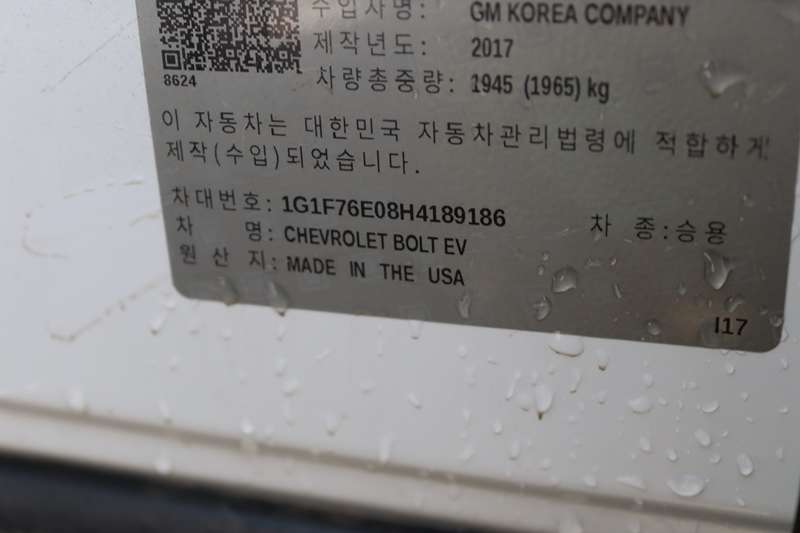 수입자명: GM KOREA COMPANY
제작년도: 2017
8624
차량총중량: 1945 (1965) kg
이 자동차는 대한민국 자동차관리법령에 적합하게
제작(수입)되었습니다.
차대번호: 1G1F76E08H4189186 차 종:승용
차 명: CHEVROLET BOLT EV
원 산 지: MADE IN THE USA
I17